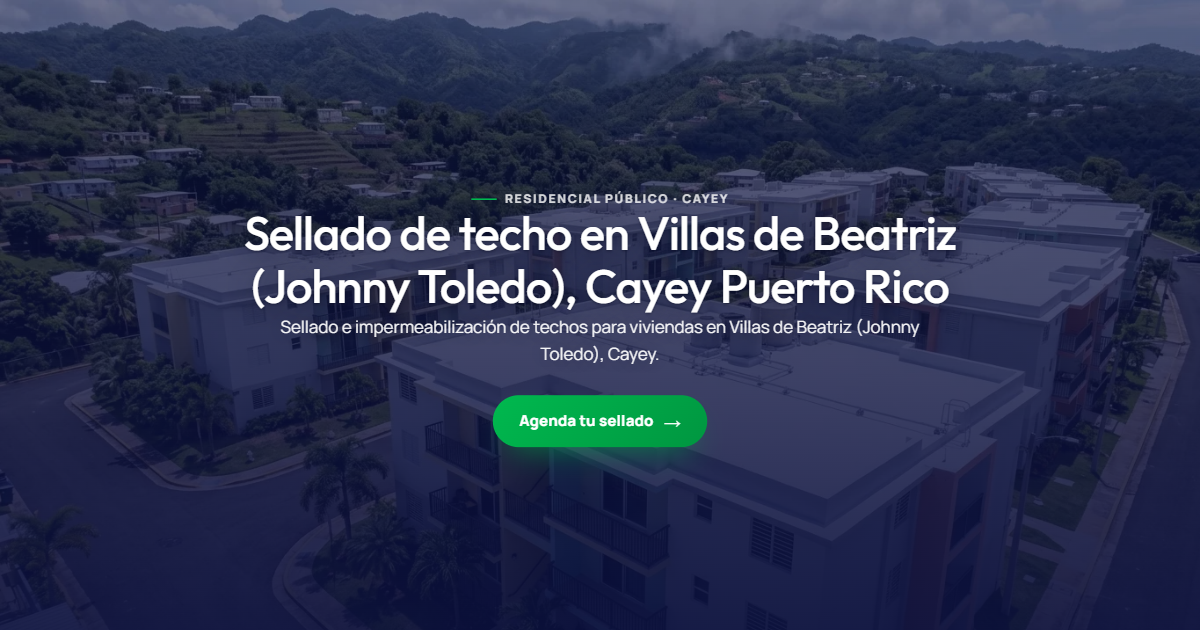 RESIDENCIAL PÚBLICO · CAYEY
Sellado de techo en Villas de Beatriz
(Johnny Toledo), Cayey Puerto Rico
Sellado e impermeabilización de techos para viviendas en Villas de Beatriz (Johnny
Toledo), Cayey.
Agenda tu sellado →